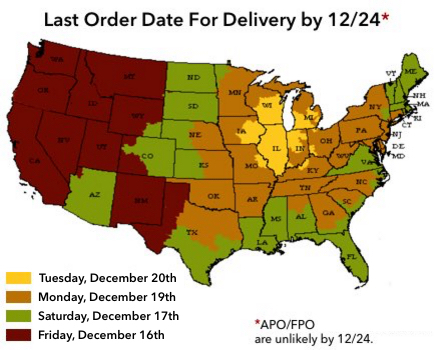 Last Order Date For Delivery by 12/24*
WA
MT
ND
MN
VT
ME
OR
ID
SD
WI
MI
NY
NH
MA
RI
CT
WY
NE
IA
PA
NJ
NV
UT
CO
KS
IL
IN
OH
WV
VA
DE
MD
CA
MO
KY
AZ
NM
OK
AR
TN
NC
SC
TX
LA
MS
AL
GA
FL
Tuesday, December 20th
Monday, December 19th
Saturday, December 17th
Friday, December 16th
*APO/FPO
are unlikely by 12/24.